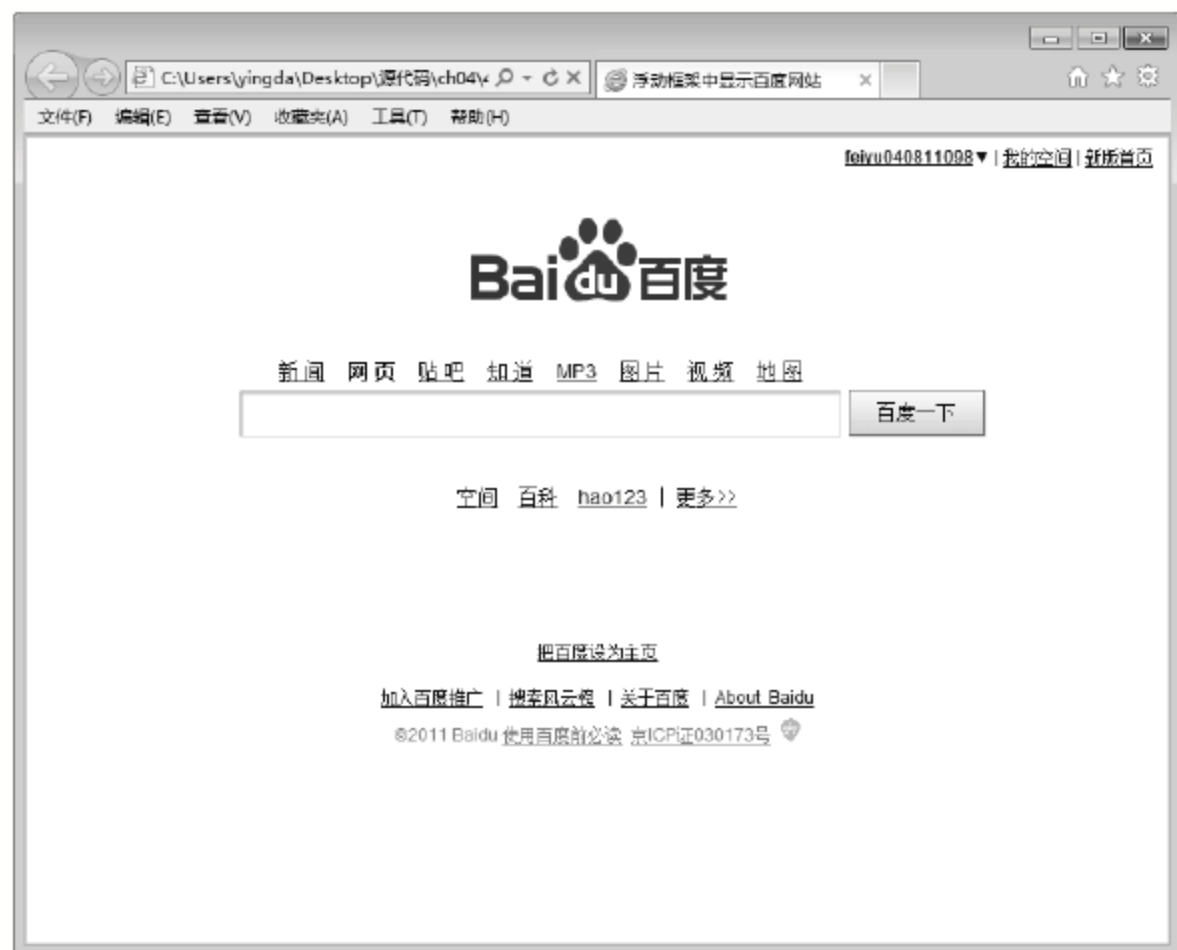 C:\Users\yingda\Desktop\源代码\ch04\4 浮动框架中显示百度网站
文件(F) 编辑(E) 查看(V) 收藏夹(A) 工具(T) 帮助(H)
feiyu040811098▼ | 我的空间 | 新版首页
Bai du 百度
新闻 网页 贴吧 知道 MP3 图片 视频 地图
百度一下
空间 百科 hao123 | 更多>>
把百度设为主页
加入百度推广 | 搜索风云榜 | 关于百度 | About Baidu
©2011 Baidu 使用百度前必读 京ICP证030173号